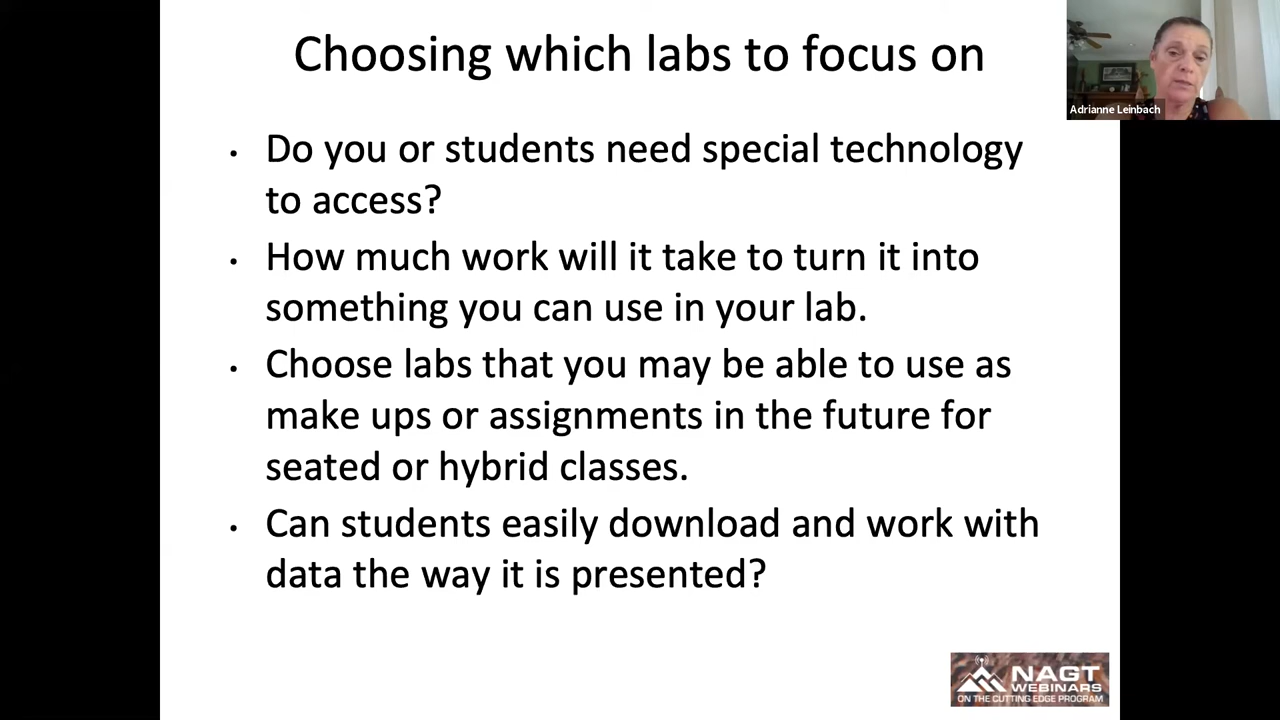 Choosing which labs to focus on
Adrianne Leinbach
• Do you or students need special technology
to access?
• How much work will it take to turn it into
something you can use in your lab.
• Choose labs that you may be able to use as
make ups or assignments in the future for
seated or hybrid classes.
• Can students easily download and work with
data the way it is presented?
NAGT
WEBINARS
ON THE CUTTING EDGE PROGRAM